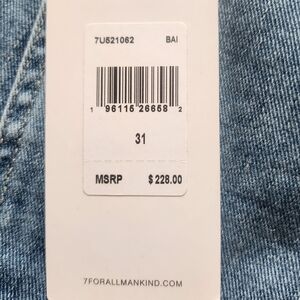 7U521062 BAI
1 96115 26658 2
31
MSRP $ 228.00
7FORALLMANKIND.COM